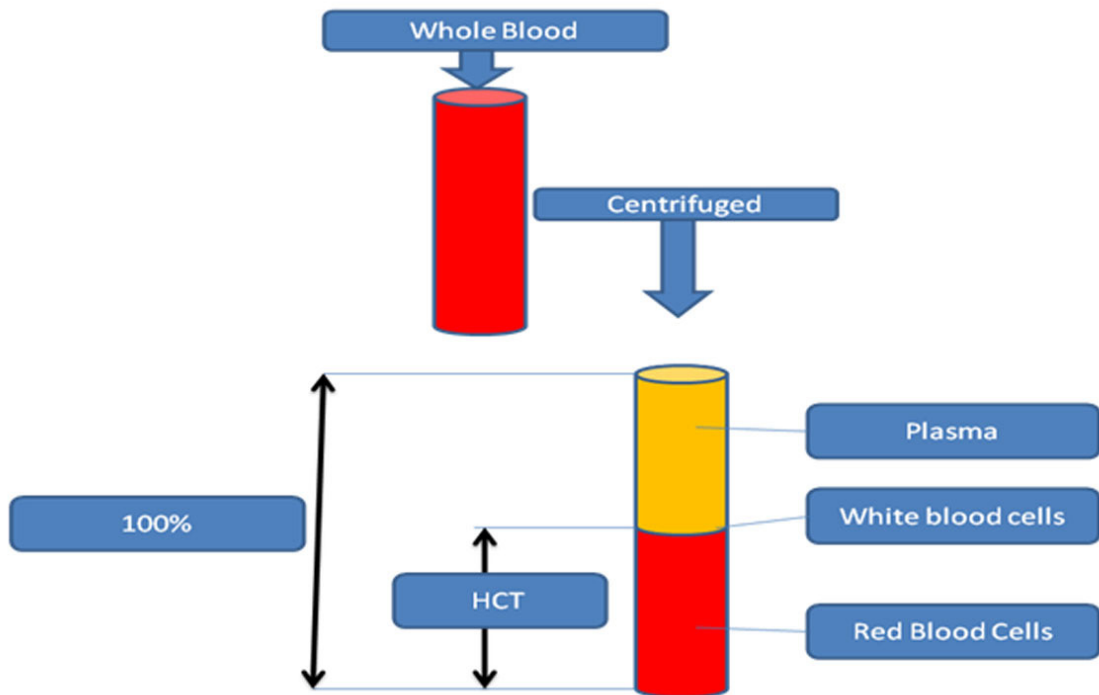 Whole Blood
Centrifuged
Plasma
100%
White blood cells
HCT
Red Blood Cells